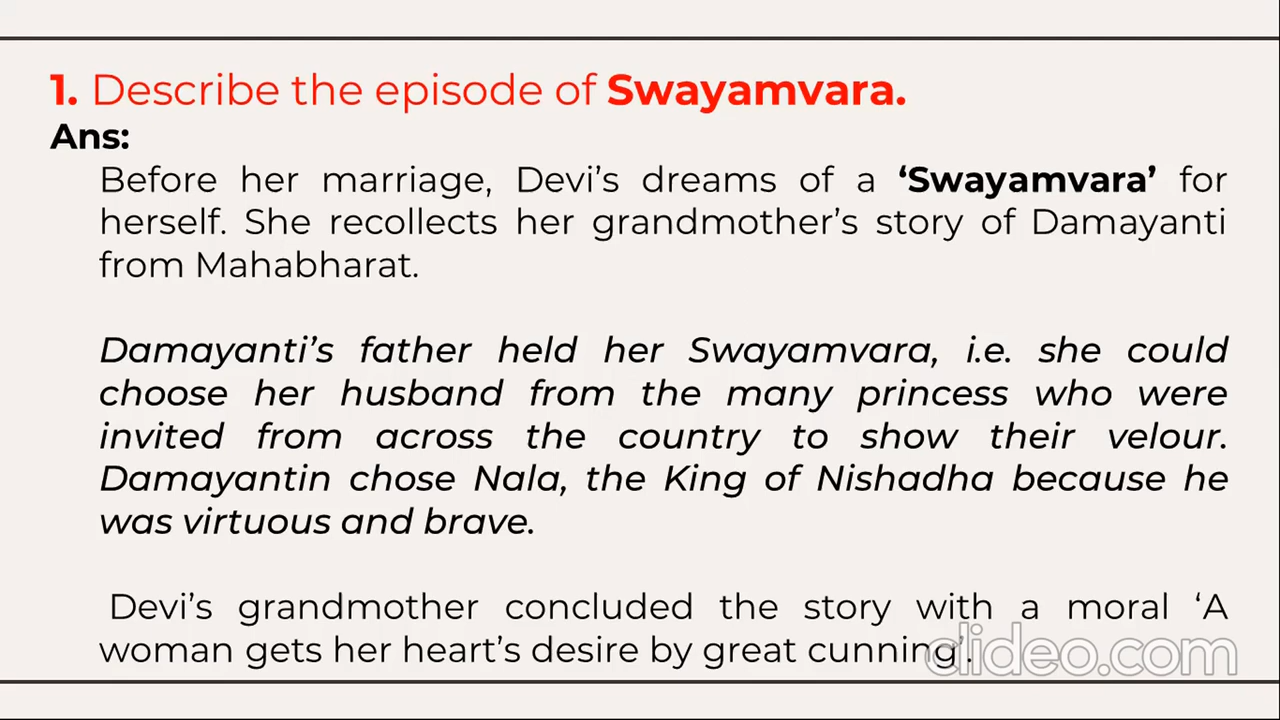 1. Describe the episode of Swayamvara.
Ans:
Before her marriage, Devi’s dreams of a ‘Swayamvara’ for
herself. She recollects her grandmother’s story of Damayanti
from Mahabharat.
Damayanti’s father held her Swayamvara, i.e. she could
choose her husband from the many princess who were
invited from across the country to show their velour.
Damayantin chose Nala, the King of Nishadha because he
was virtuous and brave.
Devi’s grandmother concluded the story with a moral ‘A
woman gets her heart’s desire by great cunning’.
clideo.com